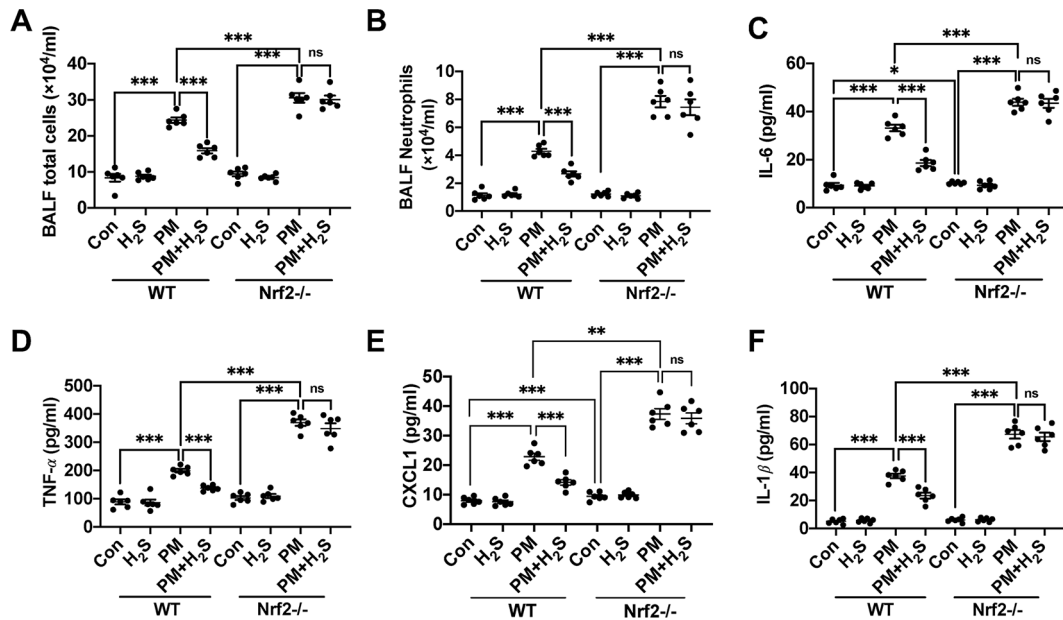 A
BALF total cells (×10⁴/ml)
40
30
20
10
0
***
***
***
***
ns
Con
H₂S
PM
PM+H₂S
Con
H₂S
PM
PM+H₂S
WT
Nrf2-/-
B
BALF Neutrophils
(×10⁴/ml)
10
8
6
4
2
0
***
***
***
***
ns
Con
H₂S
PM
PM+H₂S
Con
H₂S
PM
PM+H₂S
WT
Nrf2-/-
C
IL-6 (pg/ml)
60
40
20
0
***
*
***
***
***
ns
Con
H₂S
PM
PM+H₂S
Con
H₂S
PM
PM+H₂S
WT
Nrf2-/-
D
TNF-α (pg/ml)
500
400
300
200
100
0
***
***
***
***
ns
Con
H₂S
PM
PM+H₂S
Con
H₂S
PM
PM+H₂S
WT
Nrf2-/-
E
CXCL1 (pg/ml)
50
40
30
20
10
0
**
***
***
***
***
ns
Con
H₂S
PM
PM+H₂S
Con
H₂S
PM
PM+H₂S
WT
Nrf2-/-
F
IL-1β (pg/ml)
100
80
60
40
20
0
***
***
***
***
ns
Con
H₂S
PM
PM+H₂S
Con
H₂S
PM
PM+H₂S
WT
Nrf2-/-